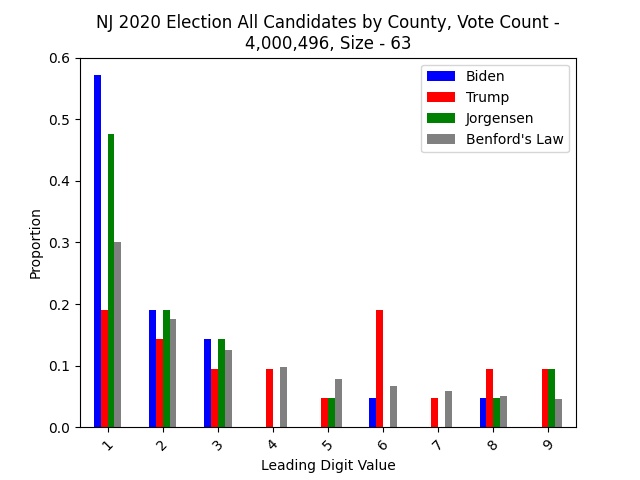 NJ 2020 Election All Candidates by County, Vote Count -
4,000,496, Size - 63
Biden
Trump
Jorgensen
Benford's Law
Proportion
0.6
0.5
0.4
0.3
0.2
0.1
0.0
1 2 3 4 5 6 7 8 9
Leading Digit Value